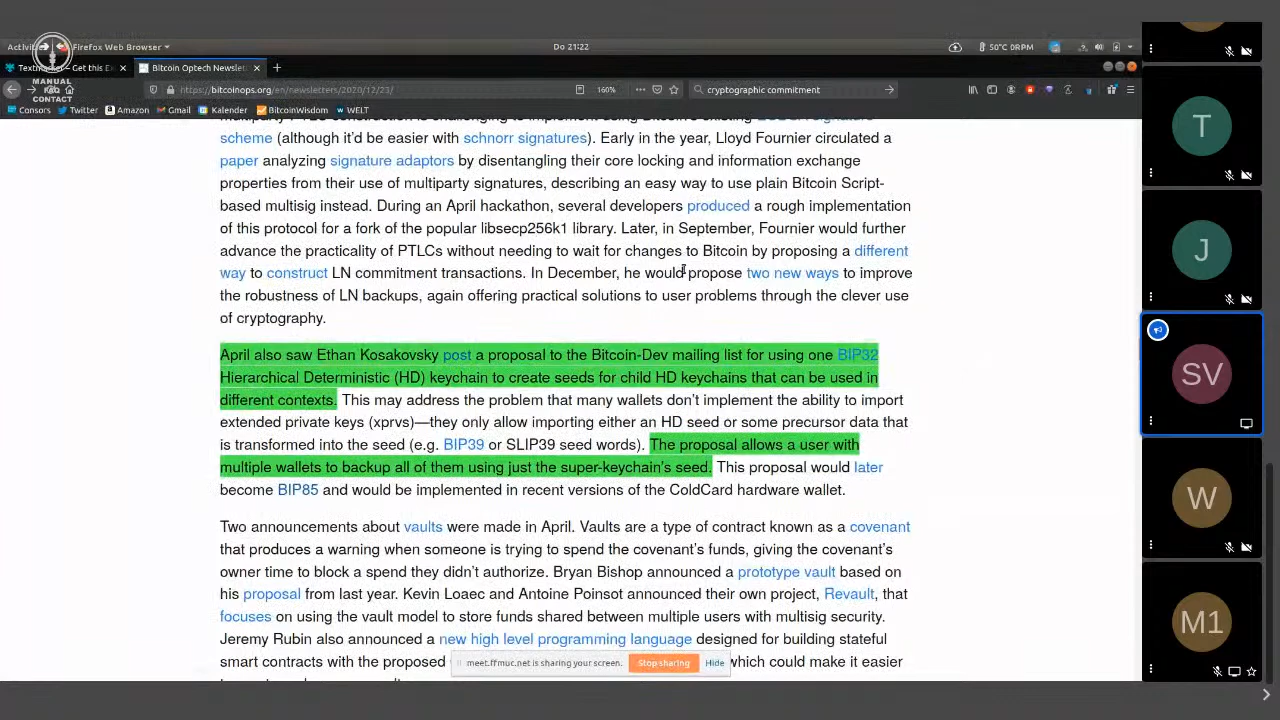 Activities
Firefox Web Browser
Do 21:22
50°C 0RPM
Bitcoin Optech Newslet
MANUAL
FAQ
CONTACT
https://bitcoinops.org/en/newsletters/2020/12/23/
160%
cryptographic commitment
Consors
Twitter
Amazon
Gmail
Kalender
BitcoinWisdom
WELT
scheme (although it’d be easier with schnorr signatures). Early in the year, Lloyd Fournier circulated a
paper analyzing signature adaptors by disentangling their core locking and information exchange
properties from their use of multiparty signatures, describing an easy way to use plain Bitcoin Script-
based multisig instead. During an April hackathon, several developers produced a rough implementation
of this protocol for a fork of the popular libsecp256k1 library. Later, in September, Fournier would further
advance the practicality of PTLCs without needing to wait for changes to Bitcoin by proposing a different
way to construct LN commitment transactions. In December, he would propose two new ways to improve
the robustness of LN backups, again offering practical solutions to user problems through the clever use
of cryptography.
April also saw Ethan Kosakovsky post a proposal to the Bitcoin-Dev mailing list for using one BIP32
Hierarchical Deterministic (HD) keychain to create seeds for child HD keychains that can be used in
different contexts. This may address the problem that many wallets don’t implement the ability to import
extended private keys (xprvs)—they only allow importing either an HD seed or some precursor data that
is transformed into the seed (e.g. BIP39 or SLIP39 seed words). The proposal allows a user with
multiple wallets to backup all of them using just the super-keychain’s seed. This proposal would later
become BIP85 and would be implemented in recent versions of the ColdCard hardware wallet.
Two announcements about vaults were made in April. Vaults are a type of contract known as a covenant
that produces a warning when someone is trying to spend the covenant’s funds, giving the covenant’s
owner time to block a spend they didn’t authorize. Bryan Bishop announced a prototype vault based on
his proposal from last year. Kevin Loaec and Antoine Poinsot announced their own project, Revault, that
focuses on using the vault model to store funds shared between multiple users with multisig security.
Jeremy Rubin also announced a new high level programming language designed for building stateful
smart contracts with the proposed which could make it easier
meet.ffmuc.net is sharing your screen.
Stop sharing
Hide
T
J
SV
W
M1